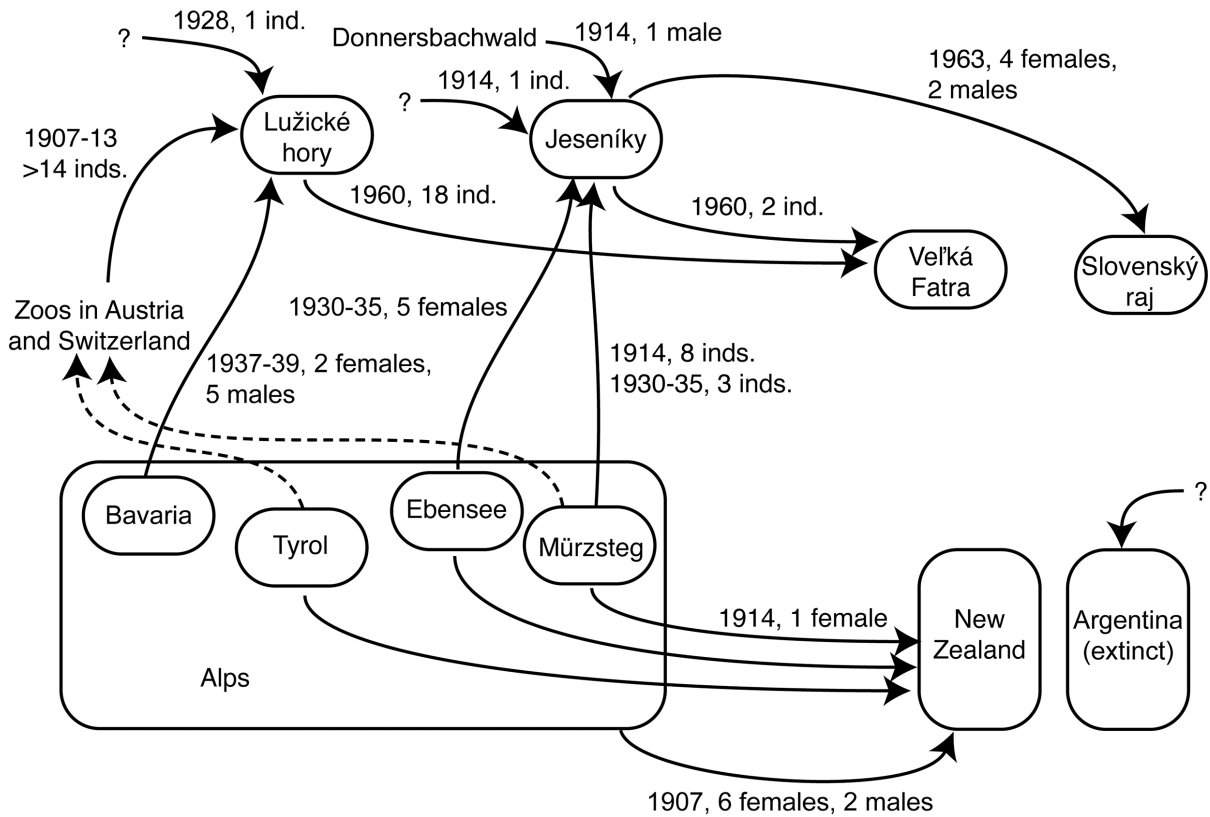 1928, 1 ind.
?
Donnersbachwald
1914, 1 male
1963, 4 females,
2 males
1914, 1 ind.
?
1907-13
>14 inds.
Lužické
hory
Jeseníky
1960, 18 ind.
1960, 2 ind.
Veľká
Fatra
Slovenský
raj
Zoos in Austria
and Switzerland
1930-35, 5 females
1937-39, 2 females,
5 males
1914, 8 inds.
1930-35, 3 inds.
Bavaria
Tyrol
Ebensee
Mürzsteg
?
1914, 1 female
New
Zealand
Argentina
(extinct)
Alps
1907, 6 females, 2 males